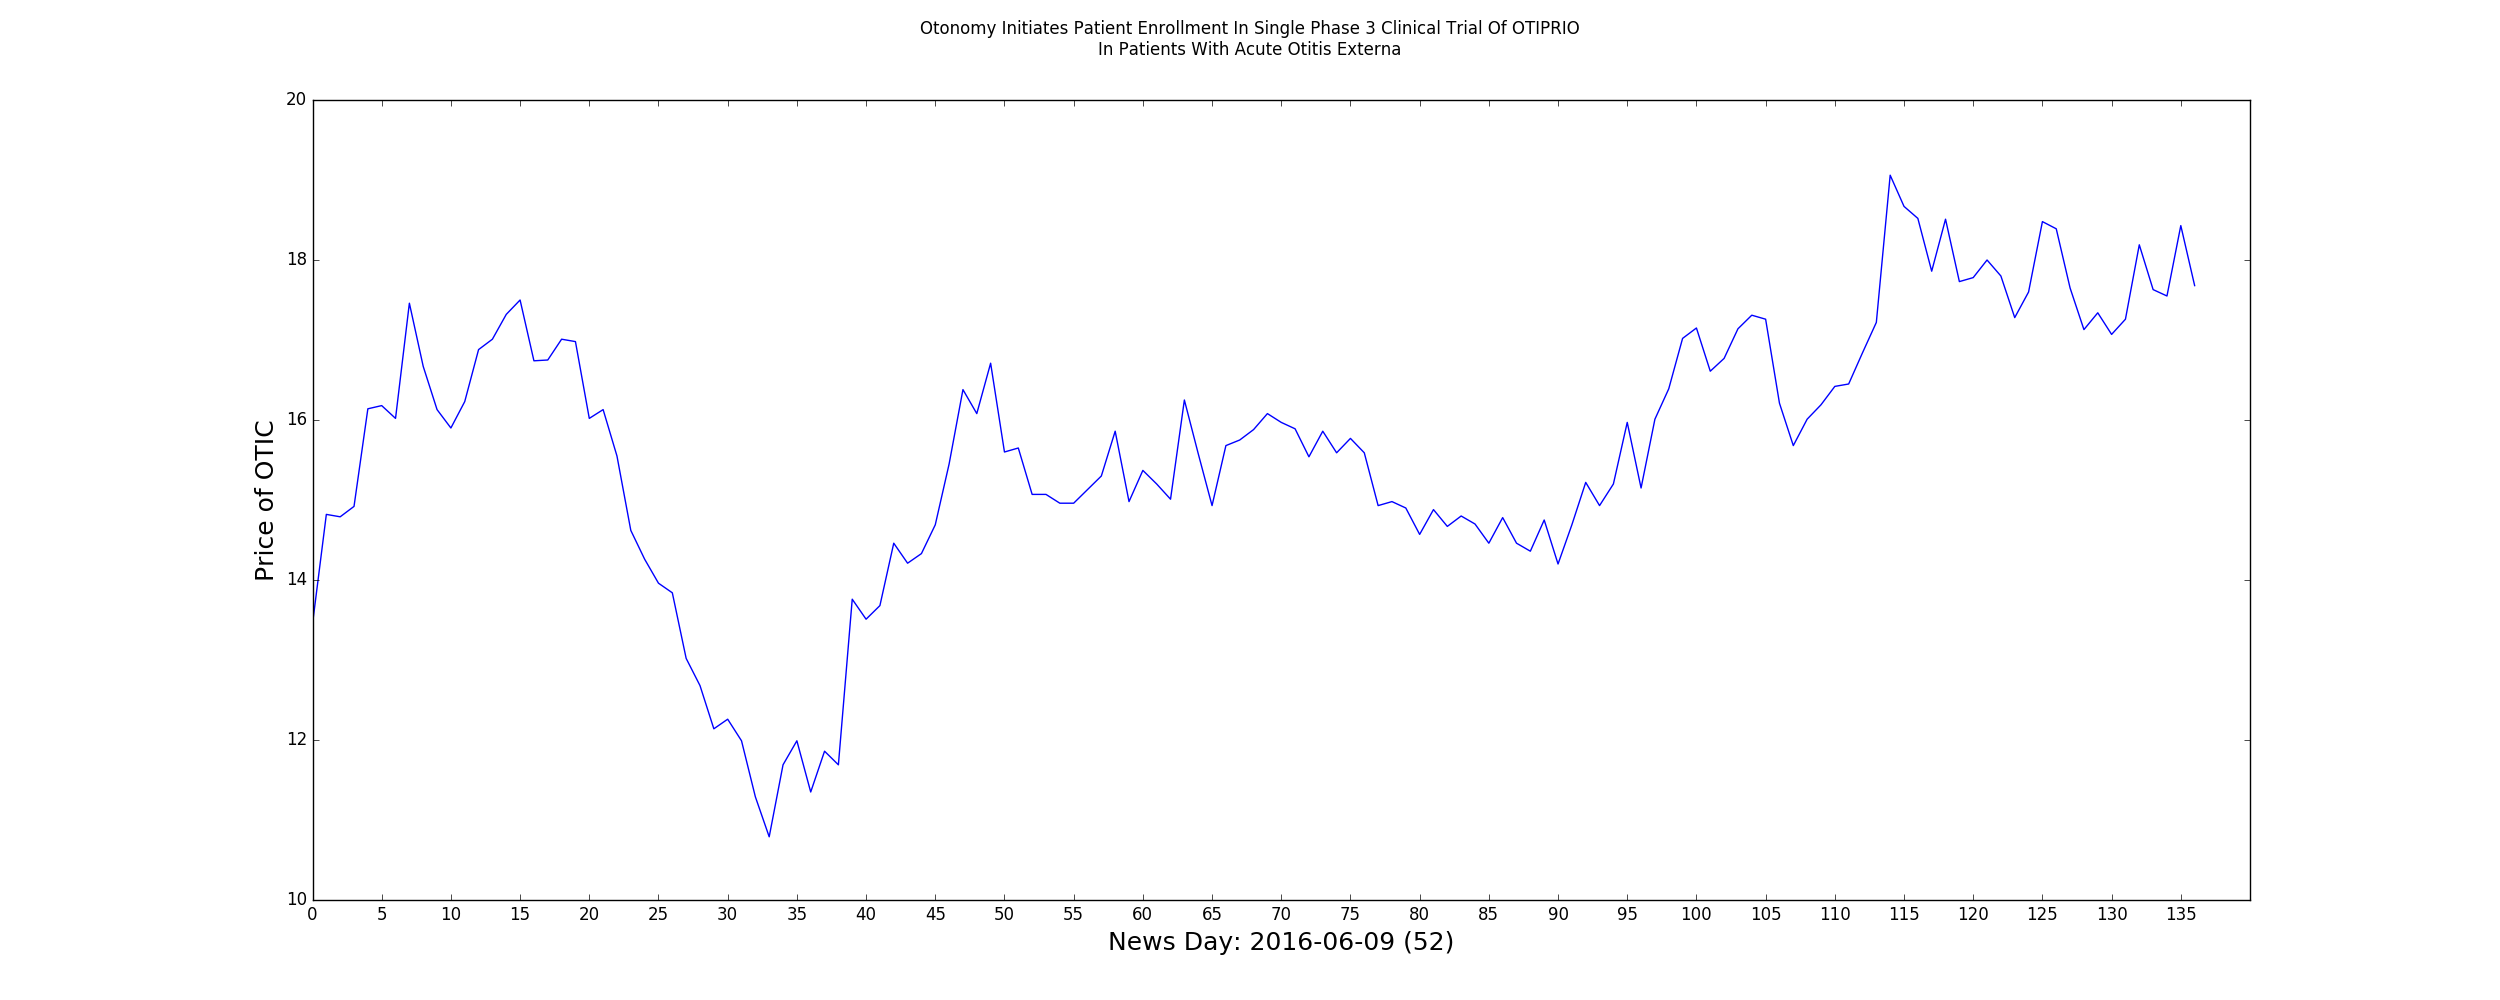 Otonomy Initiates Patient Enrollment In Single Phase 3 Clinical Trial Of OTIPRIO
In Patients With Acute Otitis Externa
20
18
16
14
12
10
Price of OTIC
0 5 10 15 20 25 30 35 40 45 50 55 60 65 70 75 80 85 90 95 100 105 110 115 120 125 130 135
News Day: 2016-06-09 (52)